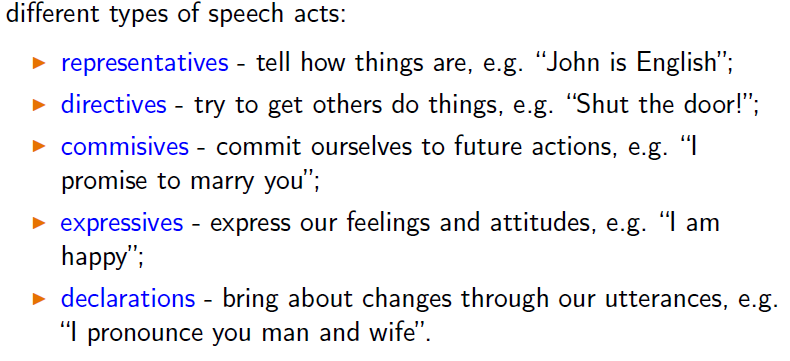 different types of speech acts:
► representatives - tell how things are, e.g. “John is English”;
► directives - try to get others do things, e.g. “Shut the door!”;
► commisives - commit ourselves to future actions, e.g. “I
promise to marry you”;
► expressives - express our feelings and attitudes, e.g. “I am
happy”;
► declarations - bring about changes through our utterances, e.g.
“I pronounce you man and wife”.